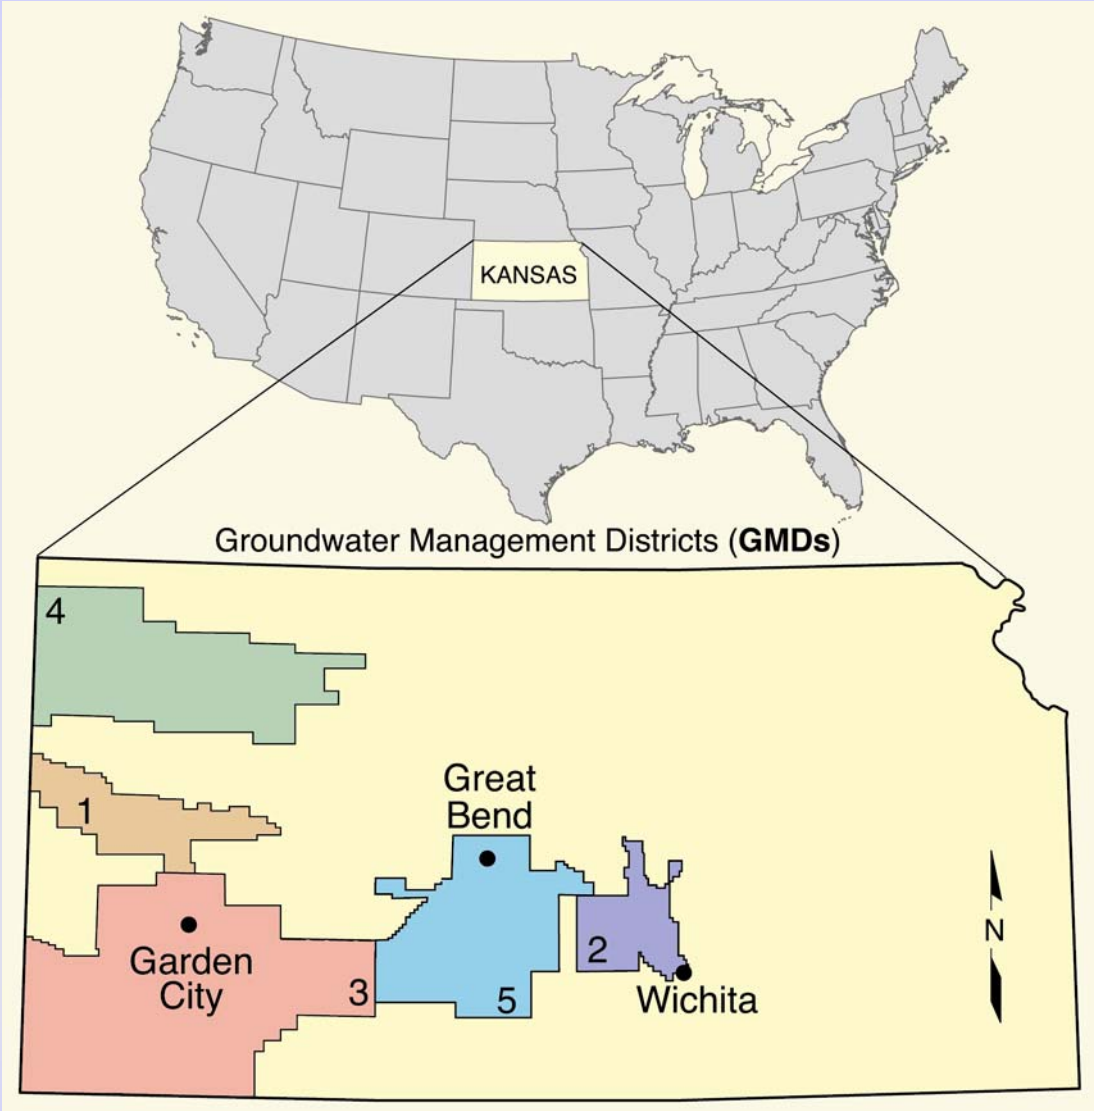 KANSAS
Groundwater Management Districts (GMDs)
4
1
Great
Bend
Garden
City
3
5
2
Wichita
N